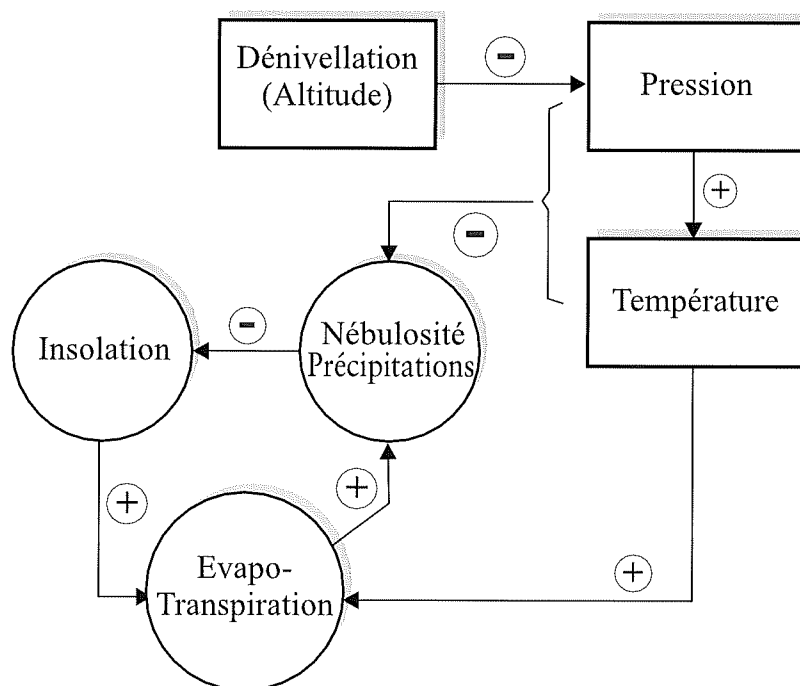 Dénivellation
(Altitude)
-
Pression
+
-
Température
Insolation
-
Nébulosité
Précipitations
+
+
Evapo-
Transpiration
+